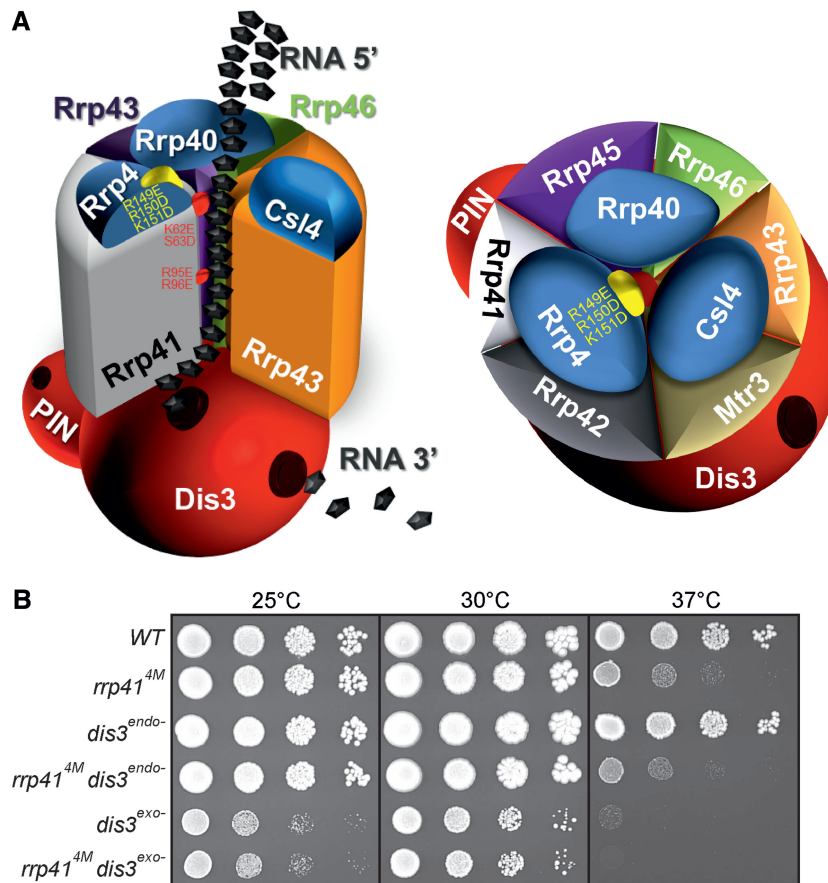 A
RNA 5’
Rrp43
Rrp46
Rrp40
Rrp4
R149E
R150D
K151D
K62E
S63D
R95E
R96E
Csl4
Rrp41
Rrp43
PIN
Dis3
RNA 3’
Rrp45
Rrp46
PIN
Rrp40
Rrp43
Rrp41
R149E
R150D
K151D
Csl4
Rrp4
Rrp42
Mtr3
Dis3
B
25°C 30°C 37°C
WT
rrp41 4M
dis3 endo-
rrp41 4M dis3 endo-
dis3 exo-
rrp41 4M dis3 exo-